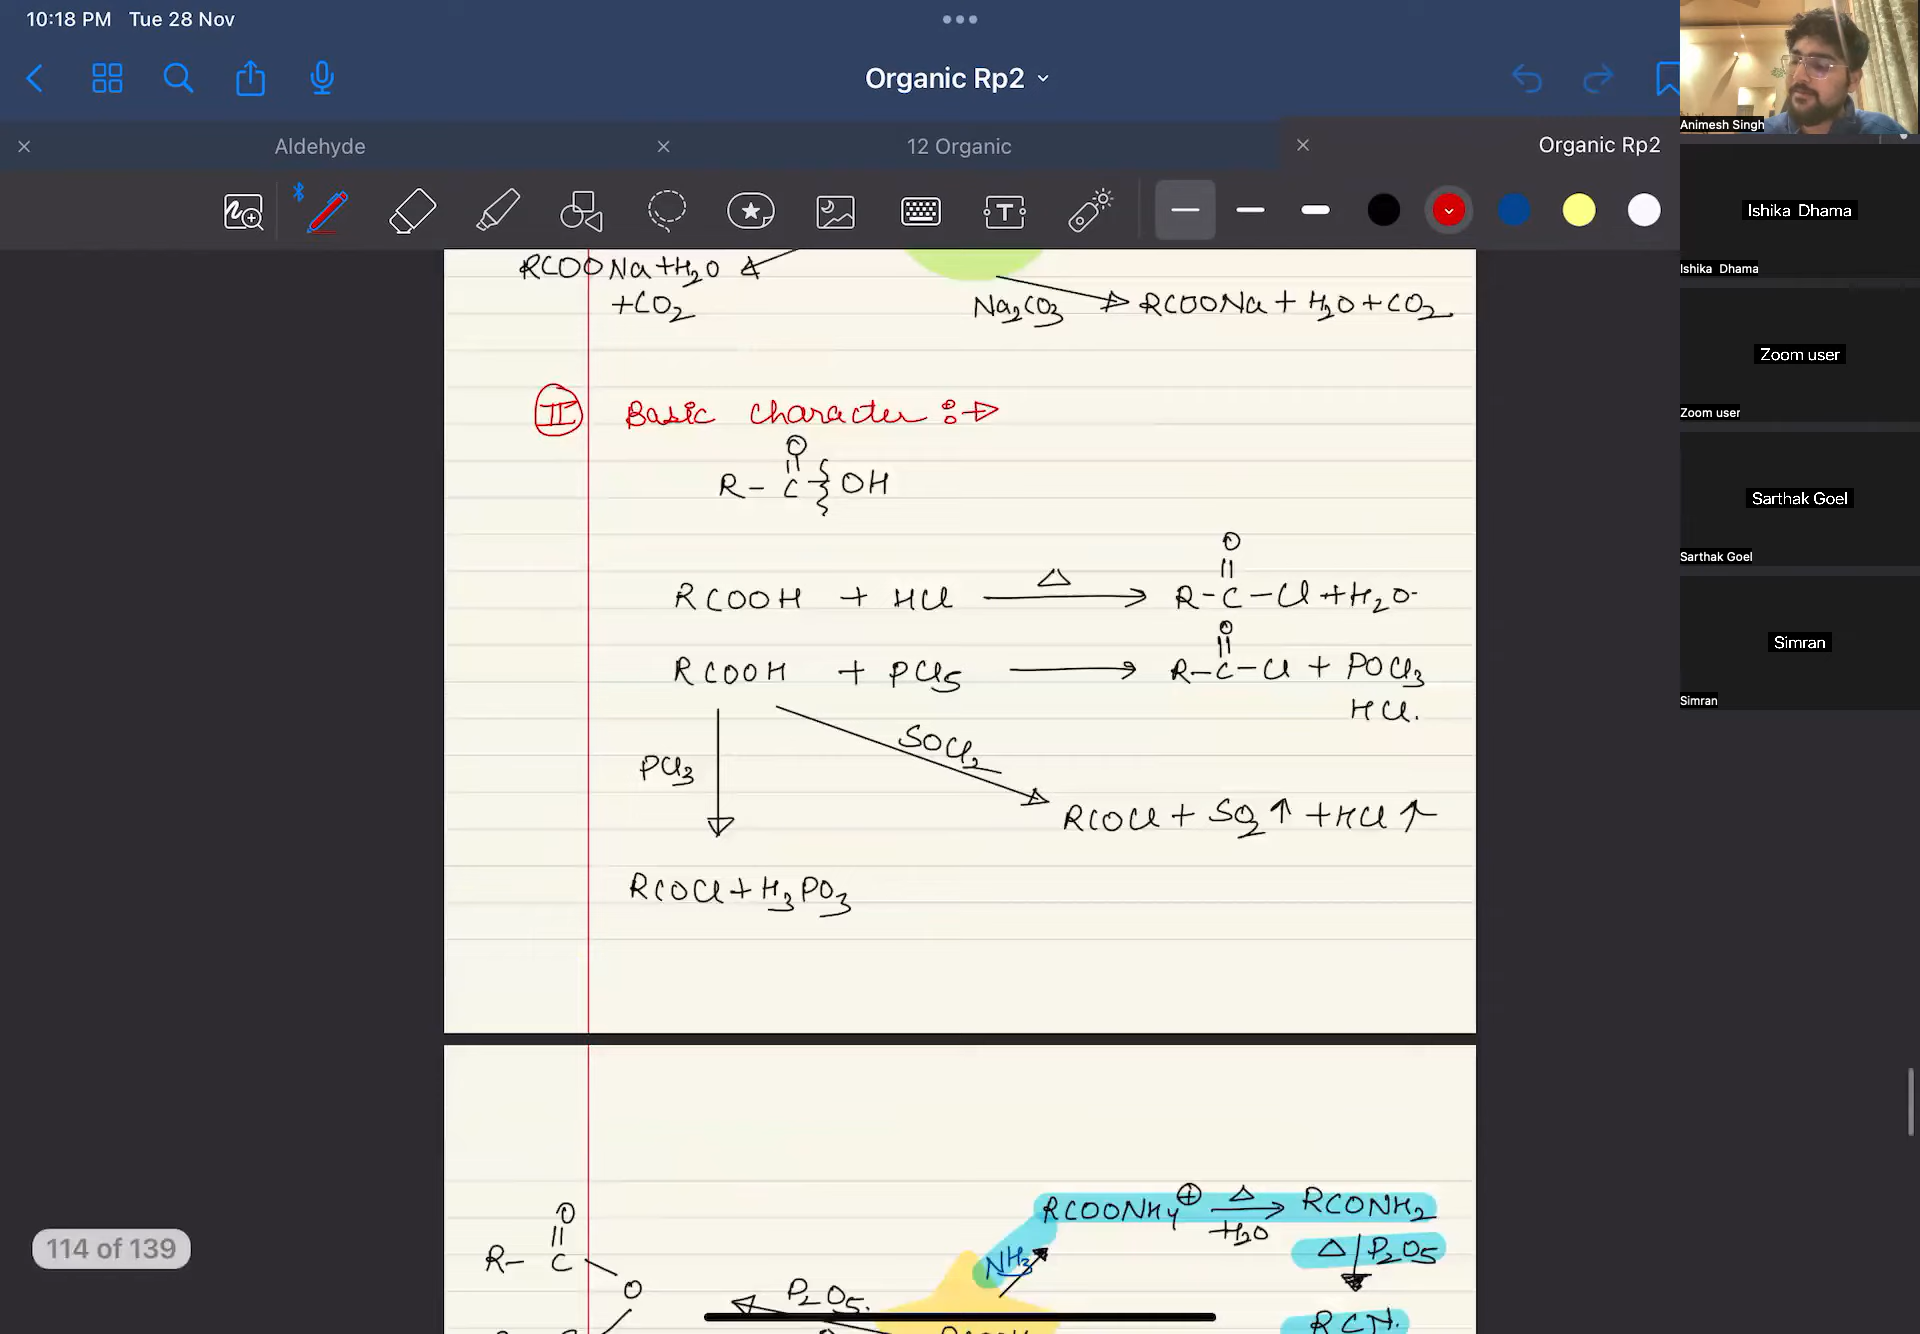 10:18 PM Tue 28 Nov
Organic Rp2
Aldehyde
12 Organic
Organic Rp2
RCOONa+H2O
+CO2
Na2CO3 RCOONa + H2O + CO2
II Basic Character
O
R - C OH
O
RCOOH + HCl △ R-C-Cl + H2O
O
RCOOH + PCl5 R-C-Cl + POCl3
HCl.
SOCl2
PCl3
RCOCl + SO2↑ + HCl↑
RCOCl + H3PO3
RCOONH4⊕ △ RCONH2
-H2O
O
R- C
NH3
△ P2O5
O
P2O5.
RCN.
114 of 139
Animesh Singh
Ishika Dhama
Ishika Dhama
Zoom user
Zoom user
Sarthak Goel
Sarthak Goel
Simran
Simran